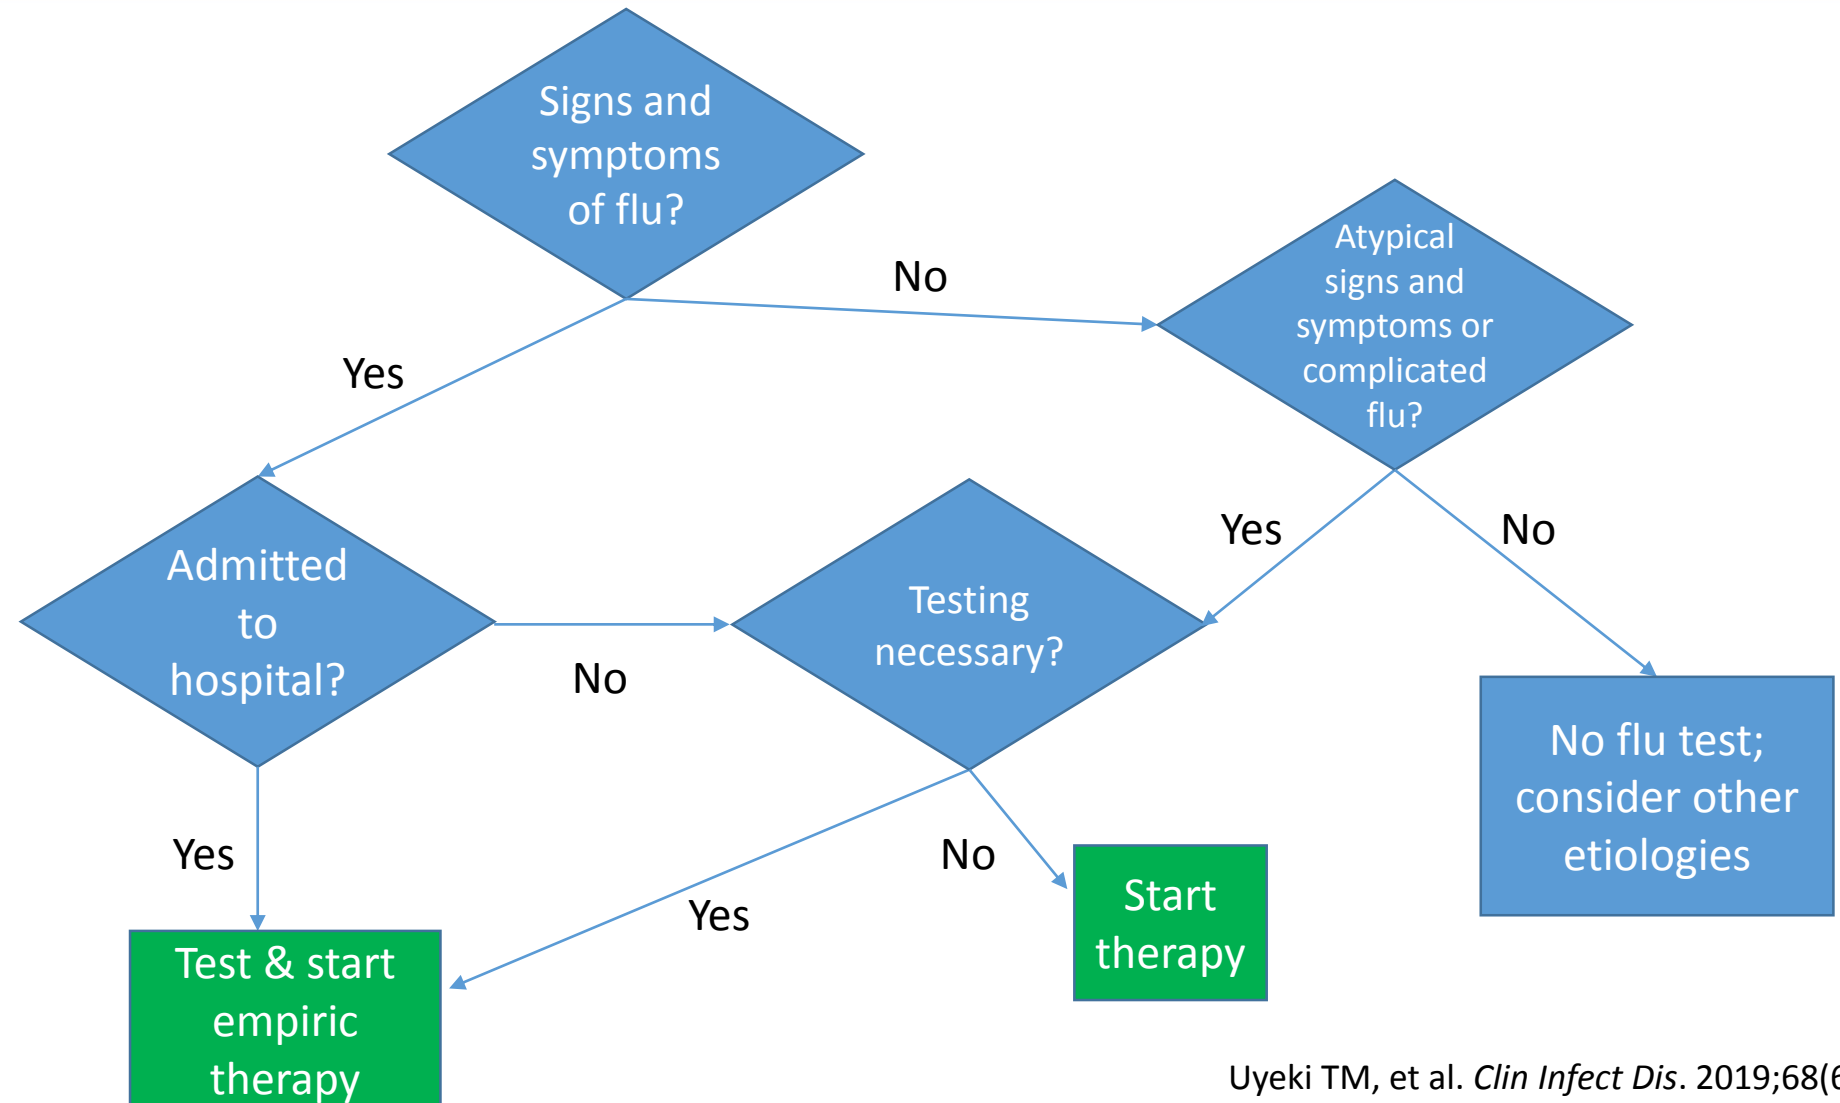 Signs and
symptoms
of flu?
No
Atypical
signs and
symptoms or
complicated
flu?
Yes
Admitted
to
hospital?
No
Testing
necessary?
Yes
No
No flu test;
consider other
etiologies
Yes
Yes
No
Start
therapy
Test & start
empiric
therapy
Uyeki TM, et al. Clin Infect Dis. 2019;68(6